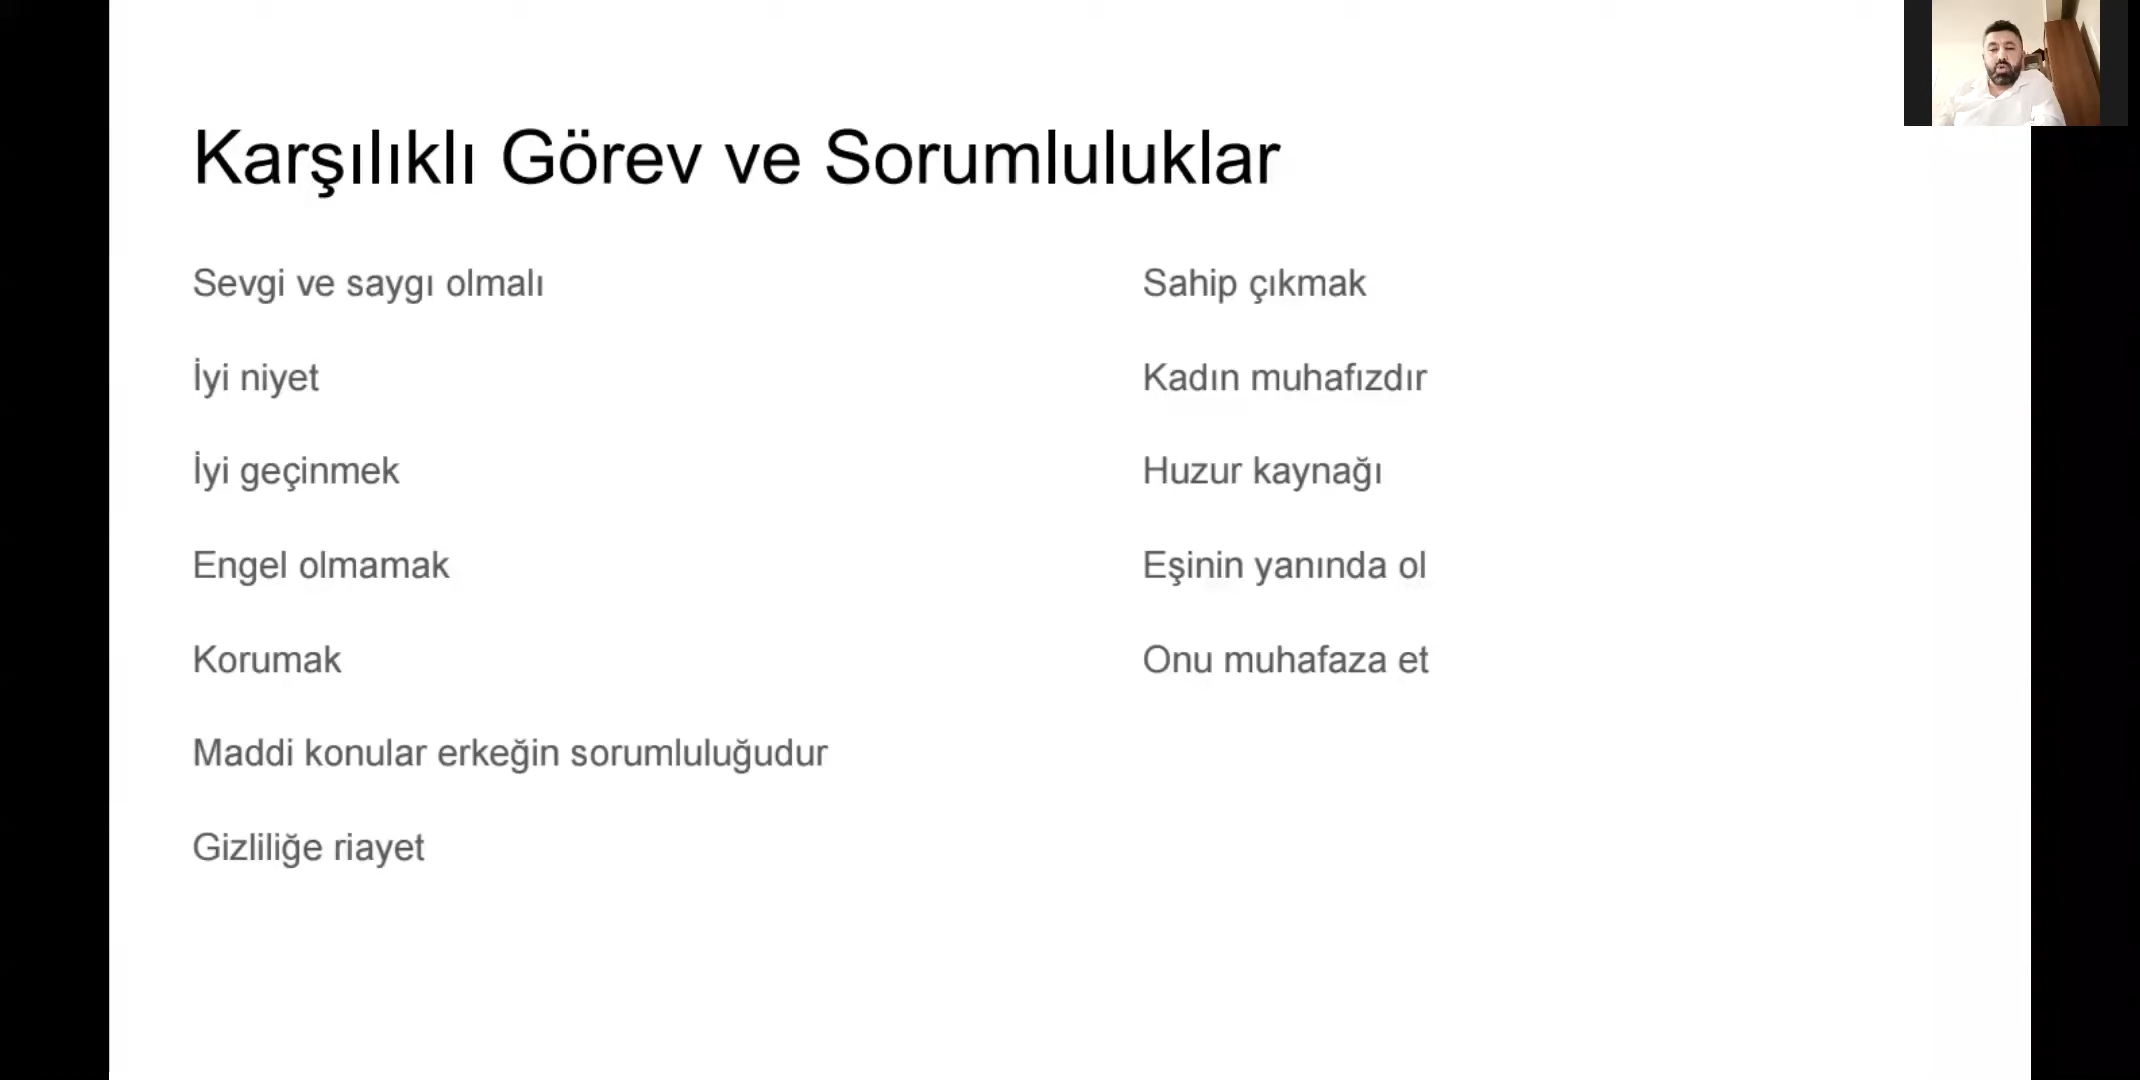 Karşılıklı Görev ve Sorumluluklar
Sevgi ve saygı olmalı
İyi niyet
İyi geçinmek
Engel olmamak
Korumak
Maddi konular erkeğin sorumluluğudur
Gizliliğe riayet
Sahip çıkmak
Kadın muhafızdır
Huzur kaynağı
Eşinin yanında ol
Onu muhafaza et